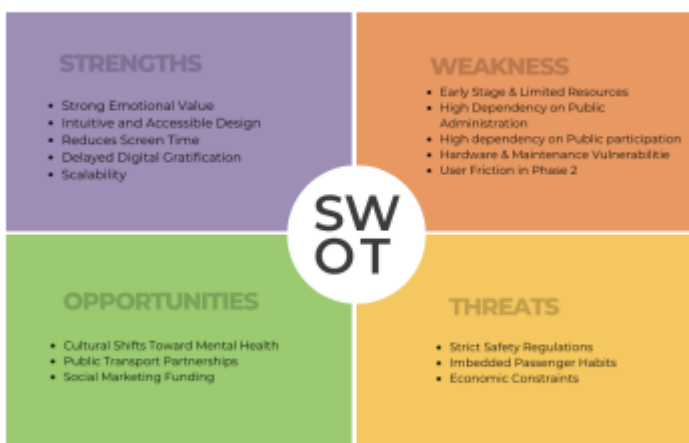 STRENGTHS
• Strong Emotional Value
• Intuitive and Accessible Design
• Reduces Screen Time
• Delayed Digital Gratification
• Scalability
WEAKNESS
• Early Stage & Limited Resources
• High Dependency on Public
Administration
• High dependency on Public participation
• Hardware & Maintenance Vulnerabilitie
• User Friction in Phase 2
SW
OT
OPPORTUNITIES
• Cultural Shifts Toward Mental Health
• Public Transport Partnerships
• Social Marketing Funding
THREATS
• Strict Safety Regulations
• Imbedded Passenger Habits
• Economic Constraints